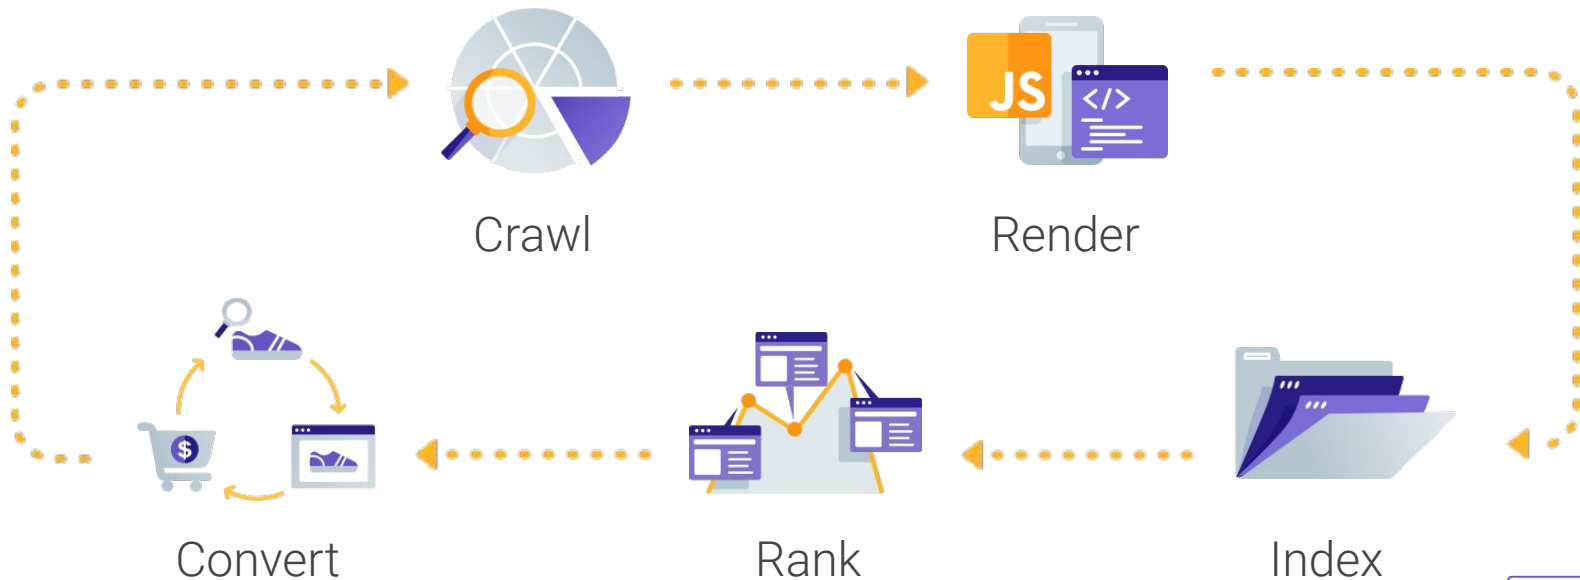 JS
</>
Crawl
Render
$
Convert
Rank
Index